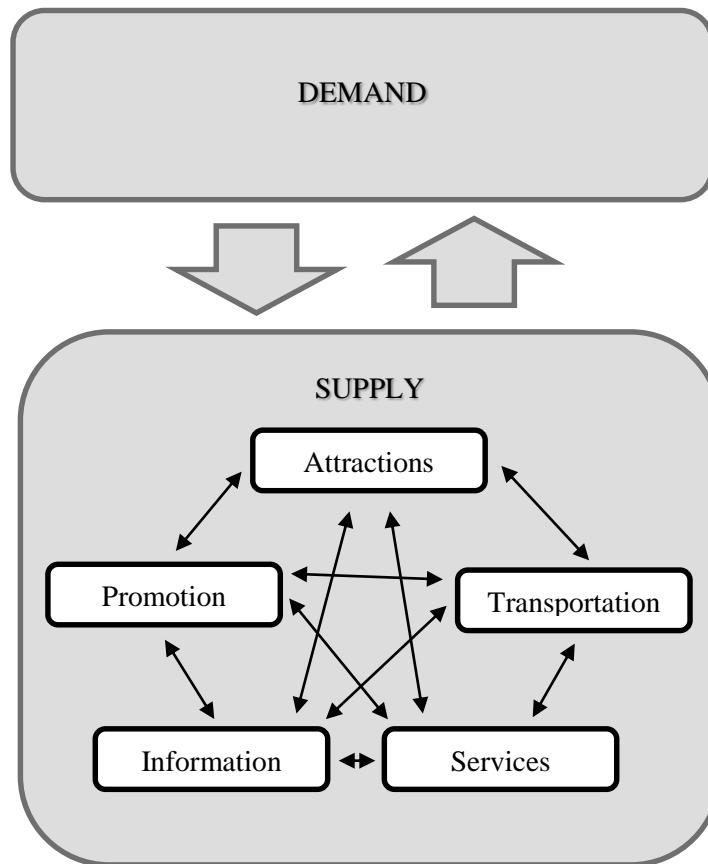 DEMAND
SUPPLY
Attractions
Promotion
Transportation
Information
Services